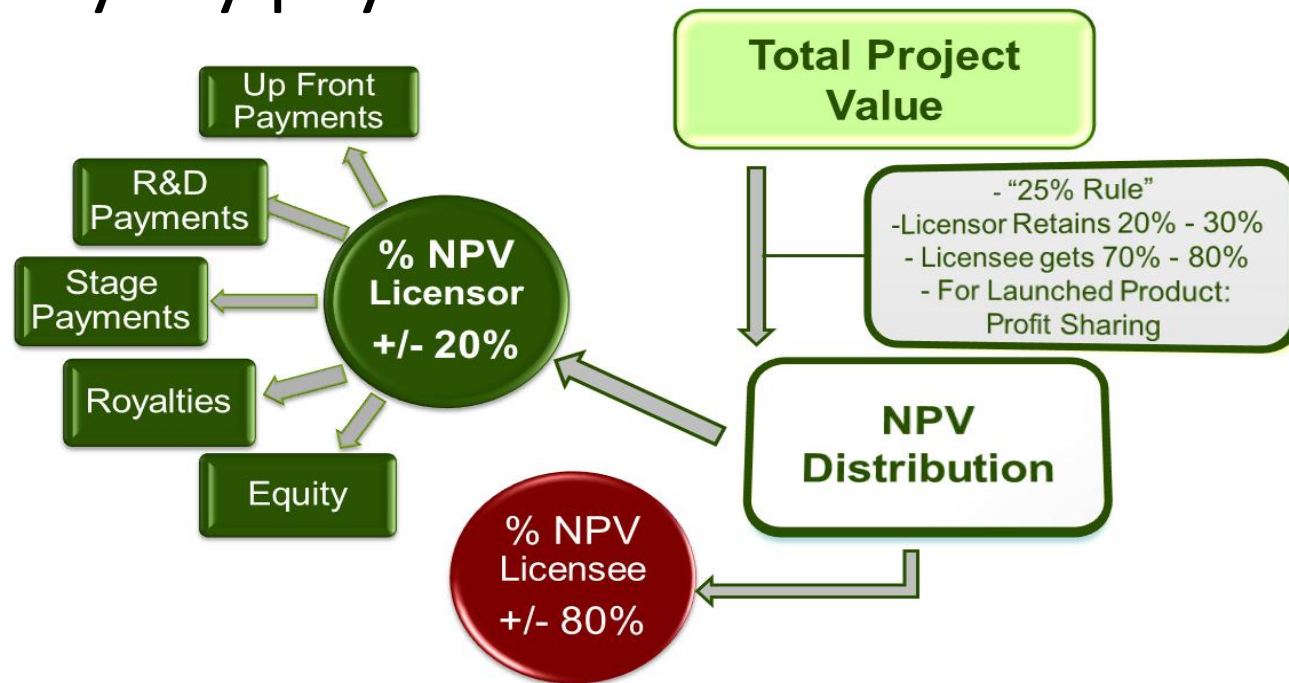 Total Project
Value
- “25% Rule”
-Licensor Retains 20% - 30%
- Licensee gets 70% - 80%
- For Launched Product:
Profit Sharing
NPV
Distribution
% NPV
Licensor
+/- 20%
Up Front
Payments
R&D
Payments
Stage
Payments
Royalties
Equity
% NPV
Licensee
+/- 80%